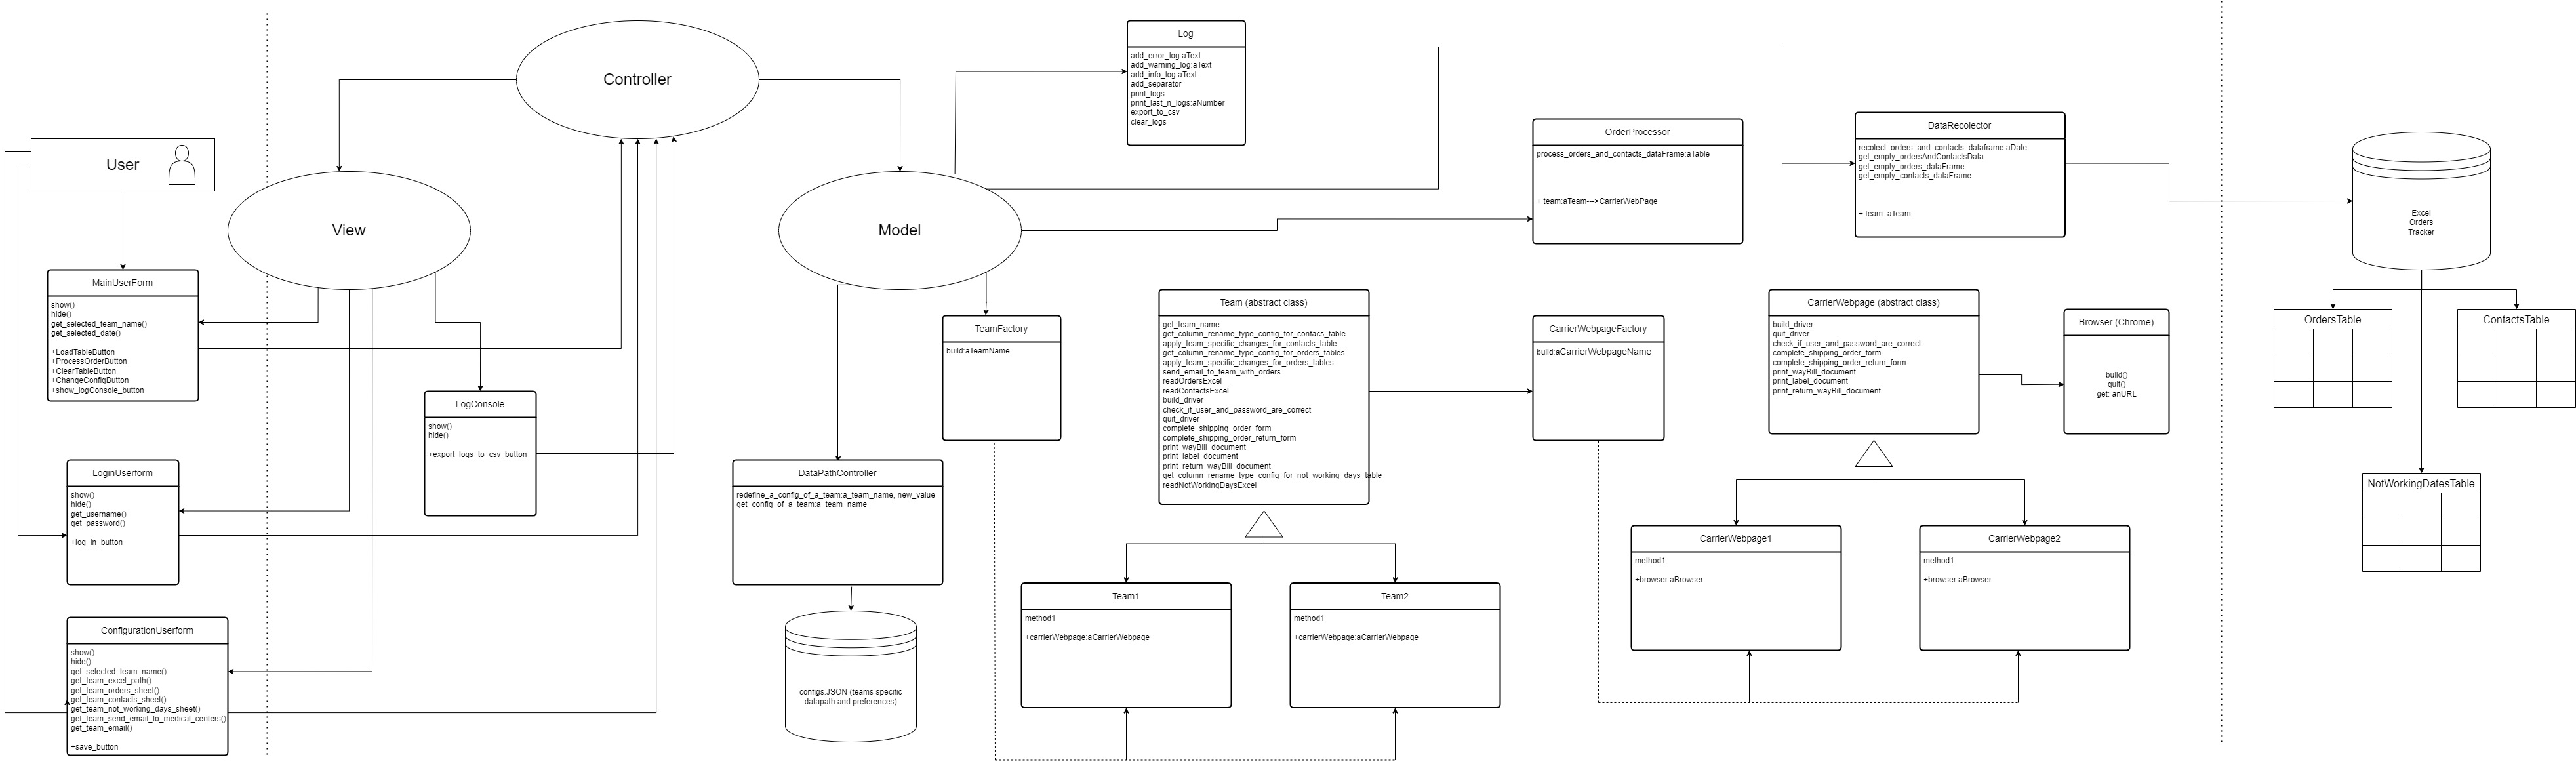 Controller
User
View
Model
Log
add_error_log:aText
add_warning_log:aText
add_info_log:aText
add_separator
print_logs
print_last_n_logs:aNumber
export_to_csv
clear_logs
OrderProcessor
process_orders_and_contacts_dataFrame:aTable
+ team:aTeam--->CarrierWebPage
DataRecolector
recolect_orders_and_contacts_dataframe:aDate
get_empty_ordersAndContactsData
get_empty_orders_dataFrame
get_empty_contacts_dataFrame
+ team: aTeam
Excel
Orders
Tracker
OrdersTable
ContactsTable
NotWorkingDatesTable
MainUserForm
show()
hide()
get_selected_team_name()
get_selected_date()
+LoadTableButton
+ProcessOrderButton
+ClearTableButton
+ChangeConfigButton
+show_logConsole_button
LogConsole
show()
hide()
+export_logs_to_csv_button
LoginUserform
show()
hide()
get_username()
get_password()
+log_in_button
ConfigurationUserform
show()
hide()
get_selected_team_name()
get_team_excel_path()
get_team_orders_sheet()
get_team_contacts_sheet()
get_team_not_working_days_sheet()
get_team_send_email_to_medical_centers()
get_team_email()
+save_button
DataPathController
redefine_a_config_of_a_team:a_team_name, new_value
get_config_of_a_team:a_team_name
configs.JSON (teams specific
datapath and preferences)
TeamFactory
build:aTeamName
Team (abstract class)
get_team_name
get_column_rename_type_config_for_contacs_table
apply_team_specific_changes_for_contacts_table
get_column_rename_type_config_for_orders_tables
apply_team_specific_changes_for_orders_tables
send_email_to_team_with_orders
readOrdersExcel
readContactsExcel
build_driver
check_if_user_and_password_are_correct
quit_driver
complete_shipping_order_form
complete_shipping_order_return_form
print_wayBill_document
print_label_document
print_return_wayBill_document
get_column_rename_type_config_for_not_working_days_table
readNotWorkingDaysExcel
Team1
method1
+carrierWebpage:aCarrierWebpage
Team2
method1
+carrierWebpage:aCarrierWebpage
CarrierWebpageFactory
build:aCarrierWebpageName
CarrierWebpage (abstract class)
build_driver
quit_driver
check_if_user_and_password_are_correct
complete_shipping_order_form
complete_shipping_order_return_form
print_wayBill_document
print_label_document
print_return_wayBill_document
Browser (Chrome)
build()
quit()
get: anURL
CarrierWebpage1
method1
+browser:aBrowser
CarrierWebpage2
method1
+browser:aBrowser